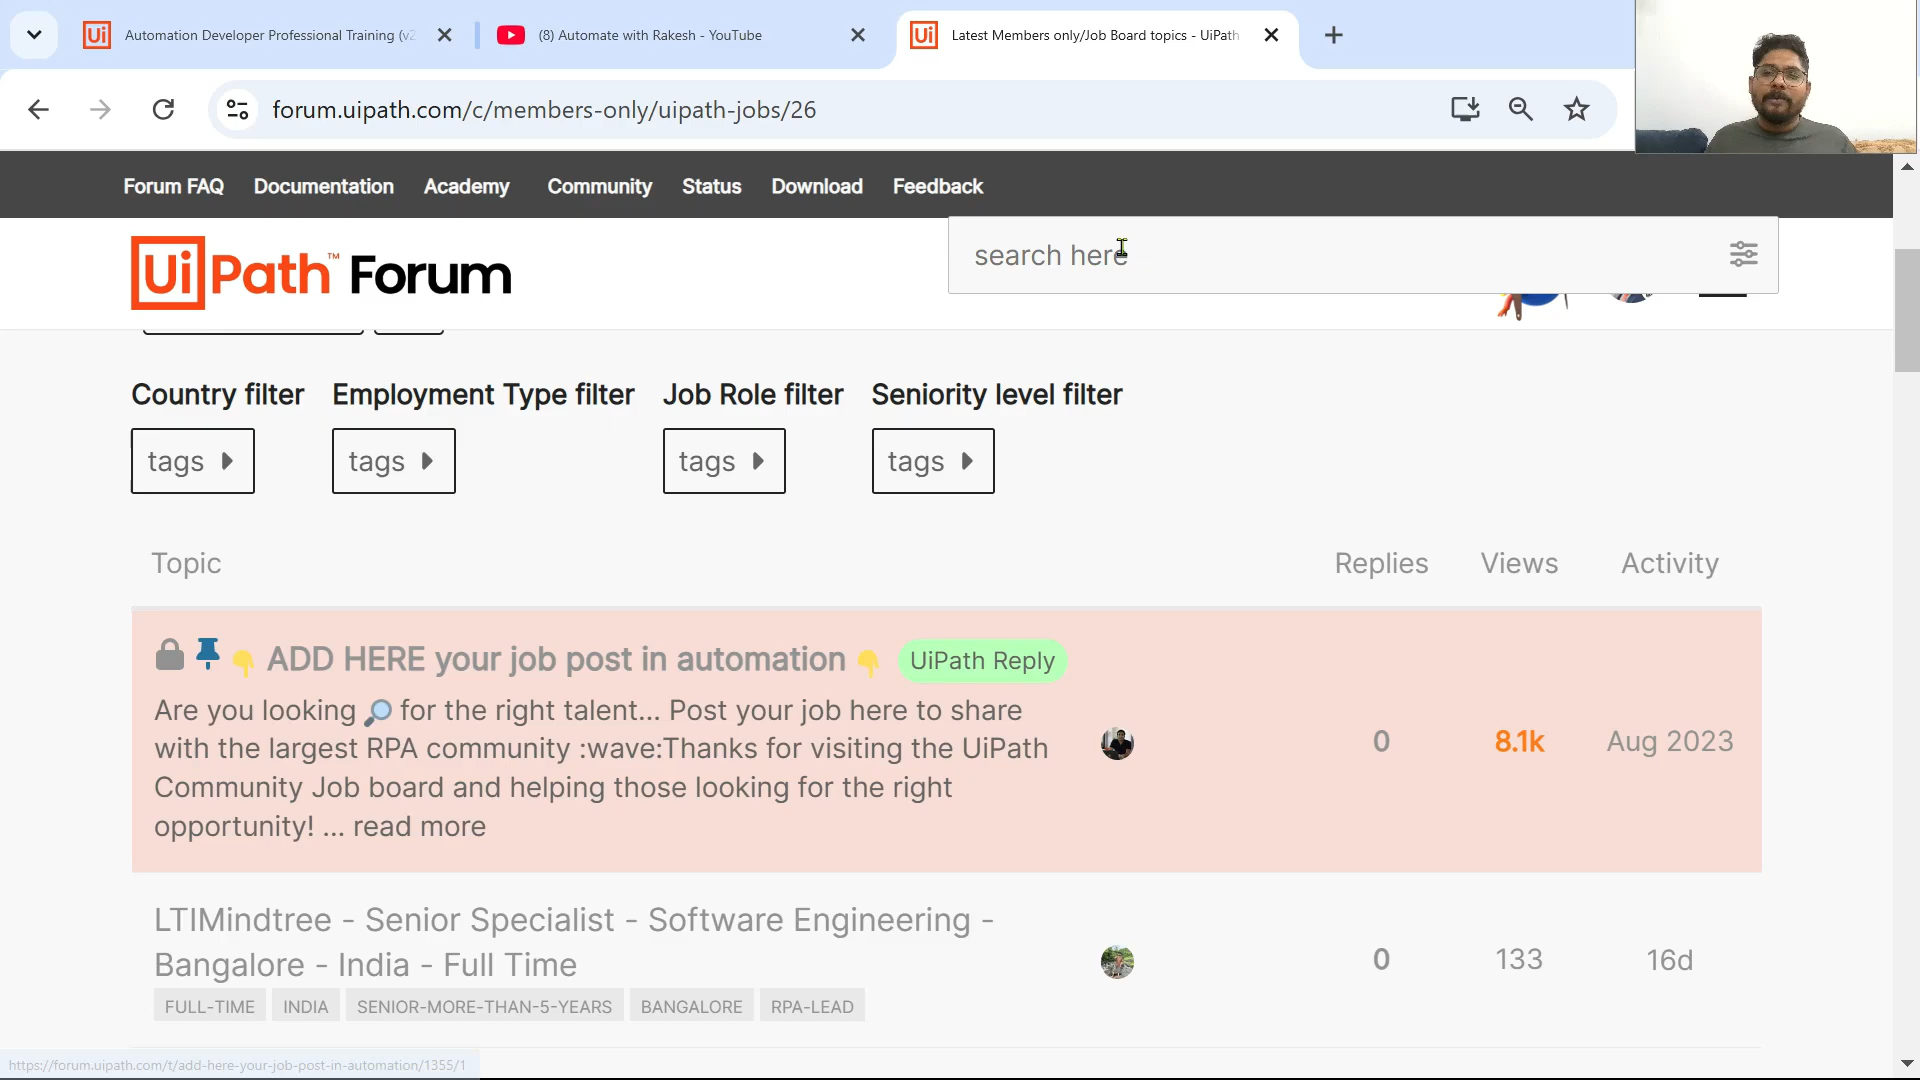 Automation Developer Professional Training (v2
(8) Automate with Rakesh - YouTube
Latest Members only/Job Board topics - UiPath
forum.uipath.com/c/members-only/uipath-jobs/26
Forum FAQ Documentation Academy Community Status Download Feedback
UiPath™ Forum
search here
Country filter Employment Type filter Job Role filter Seniority level filter
tags tags tags tags
Topic Replies Views Activity
ADD HERE your job post in automation UiPath Reply
Are you looking for the right talent... Post your job here to share
with the largest RPA community :wave:Thanks for visiting the UiPath
Community Job board and helping those looking for the right
opportunity! ... read more
0 8.1k Aug 2023
LTIMindtree - Senior Specialist - Software Engineering -
Bangalore - India - Full Time
0 133 16d
FULL-TIME INDIA SENIOR-MORE-THAN-5-YEARS BANGALORE RPA-LEAD
https://forum.uipath.com/t/add-here-your-job-post-in-automation/1355/1